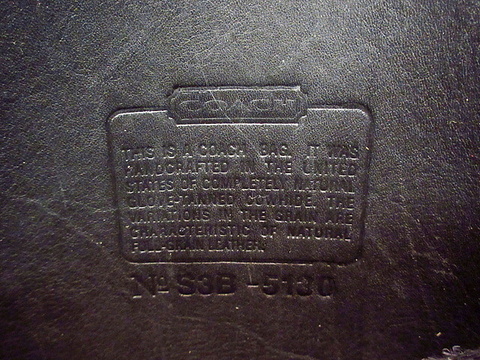 COACH
THIS IS A COACH BAG. IT WAS
HANDCRAFTED IN THE UNITED
STATES OF COMPLETELY NATURAL
GLOVE-TANNED COWHIDE. THE
VARIATIONS IN THE GRAIN ARE
CHARACTERISTIC OF NATURAL
FULL-GRAIN LEATHER.
No S3B-5130